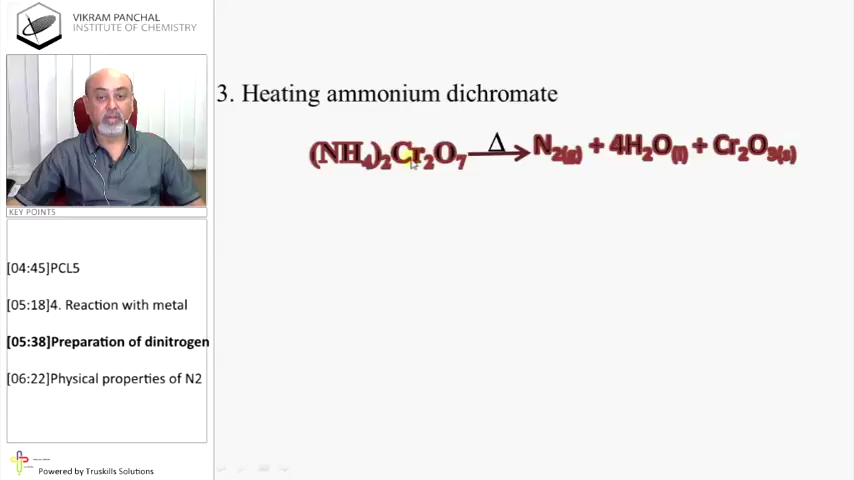 VIKRAM PANCHAL
INSTITUTE OF CHEMISTRY
3. Heating ammonium dichromate
(NH₄)₂Cr₂O₇ —Δ→ N₂(g) + 4H₂O(l) + Cr₂O₃(s)
KEY POINTS
[04:45]PCL5
[05:18]4. Reaction with metal
[05:38]Preparation of dinitrogen
[06:22]Physical properties of N2
Powered by Truskills Solutions